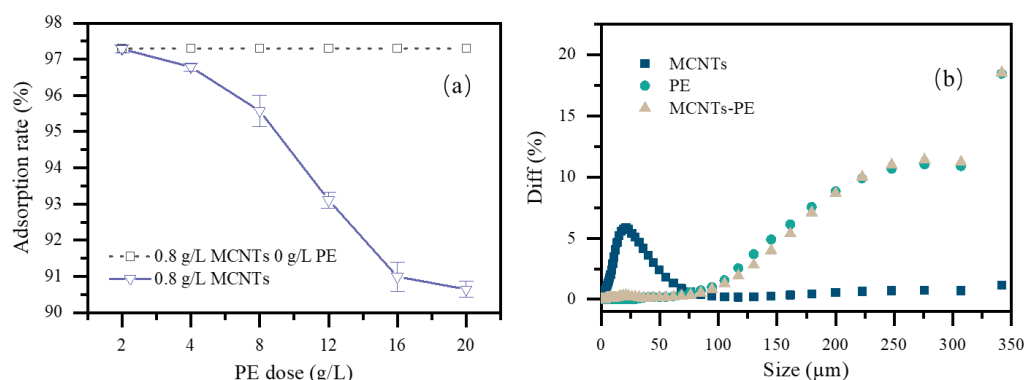 98
97
96
95
94
93
92
91
90
Adsorption rate (%)
(a)
0.8 g/L MCNTs 0 g/L PE
0.8 g/L MCNTs
2 4 8 12 16 20
PE dose (g/L)
20
15
10
5
0
Diff (%)
MCNTs
PE
MCNTs-PE
(b)
0 50 100 150 200 250 300 350
Size (μm)